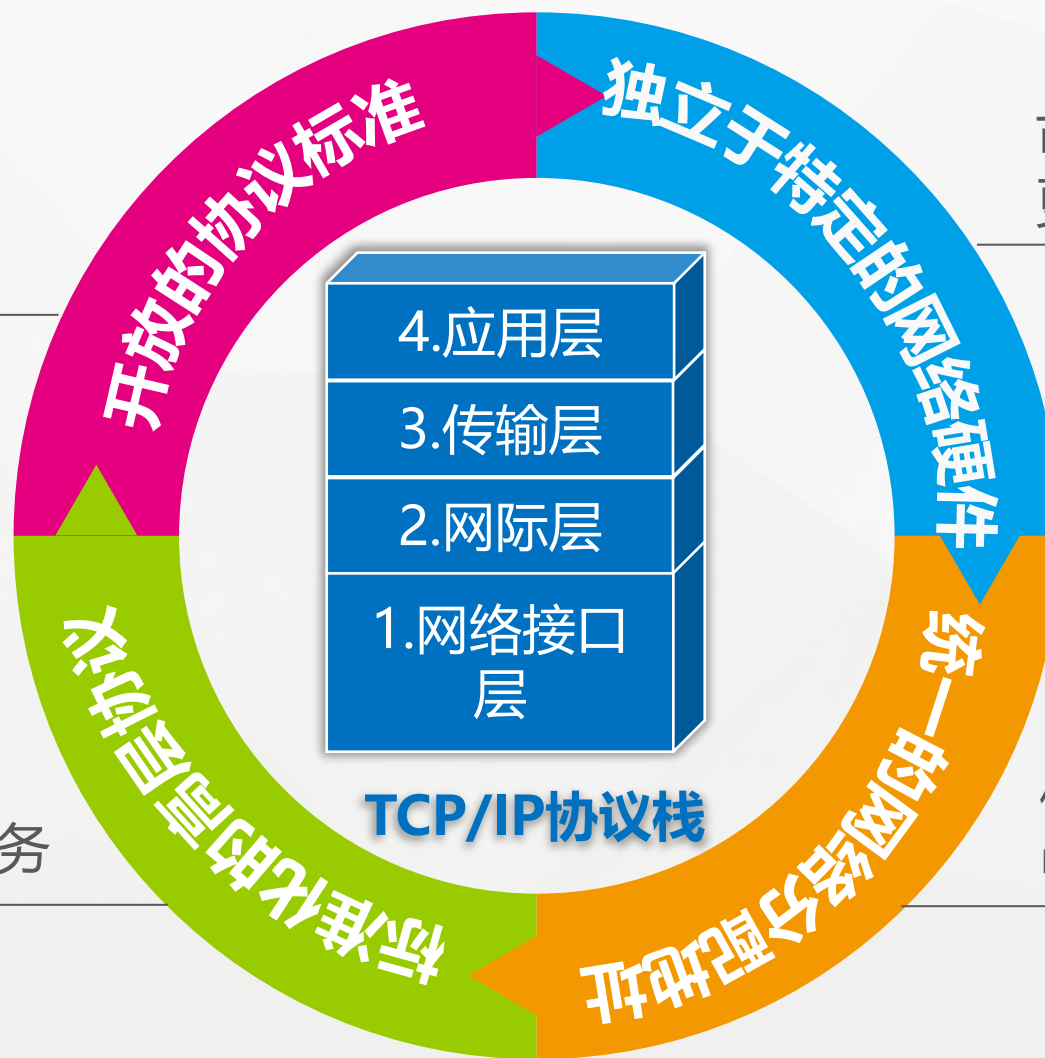 开放的协议标准
独立于特定的网络硬件
4.应用层
3.传输层
2.网际层
1.网络接口
层
TCP/IP协议栈
统一的网络分配地址
标准化的高层协议
务